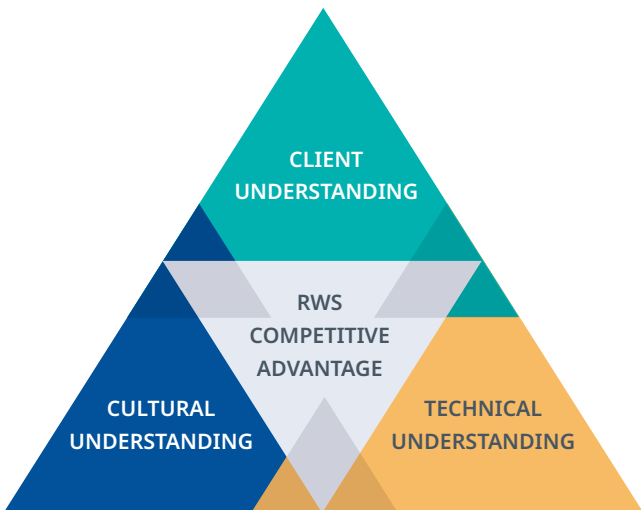 CLIENT
UNDERSTANDING
RWS
COMPETITIVE
ADVANTAGE
CULTURAL
UNDERSTANDING
TECHNICAL
UNDERSTANDING